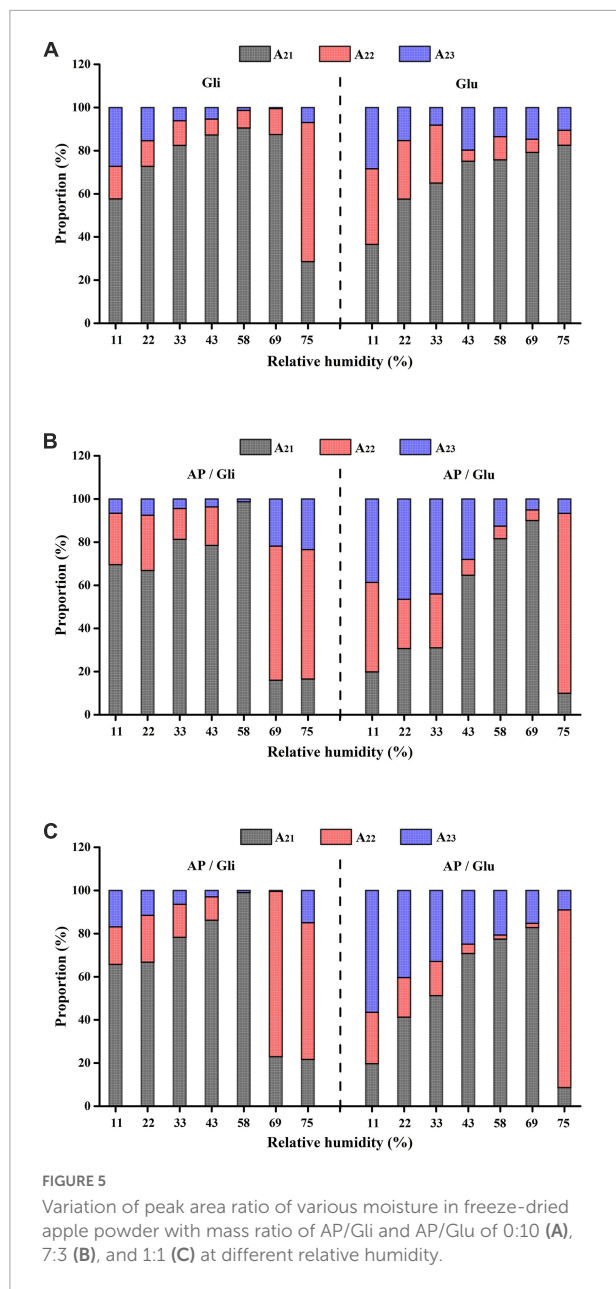 A
A21 A22 A23
Gli Glu
120
100
80
60
40
20
0
Proportion (%)
11 22 33 43 58 69 75 11 22 33 43 58 69 75
Relative humidity (%)
B
A21 A22 A23
AP / Gli AP / Glu
120
100
80
60
40
20
0
Proportion (%)
11 22 33 43 58 69 75 11 22 33 43 58 69 75
Relative humidity (%)
C
A21 A22 A23
AP / Gli AP / Glu
120
100
80
60
40
20
0
Proportion (%)
11 22 33 43 58 69 75 11 22 33 43 58 69 75
Relative humidity (%)
FIGURE 5
Variation of peak area ratio of various moisture in freeze-dried
apple powder with mass ratio of AP/Gli and AP/Glu of 0:10 (A),
7:3 (B), and 1:1 (C) at different relative humidity.